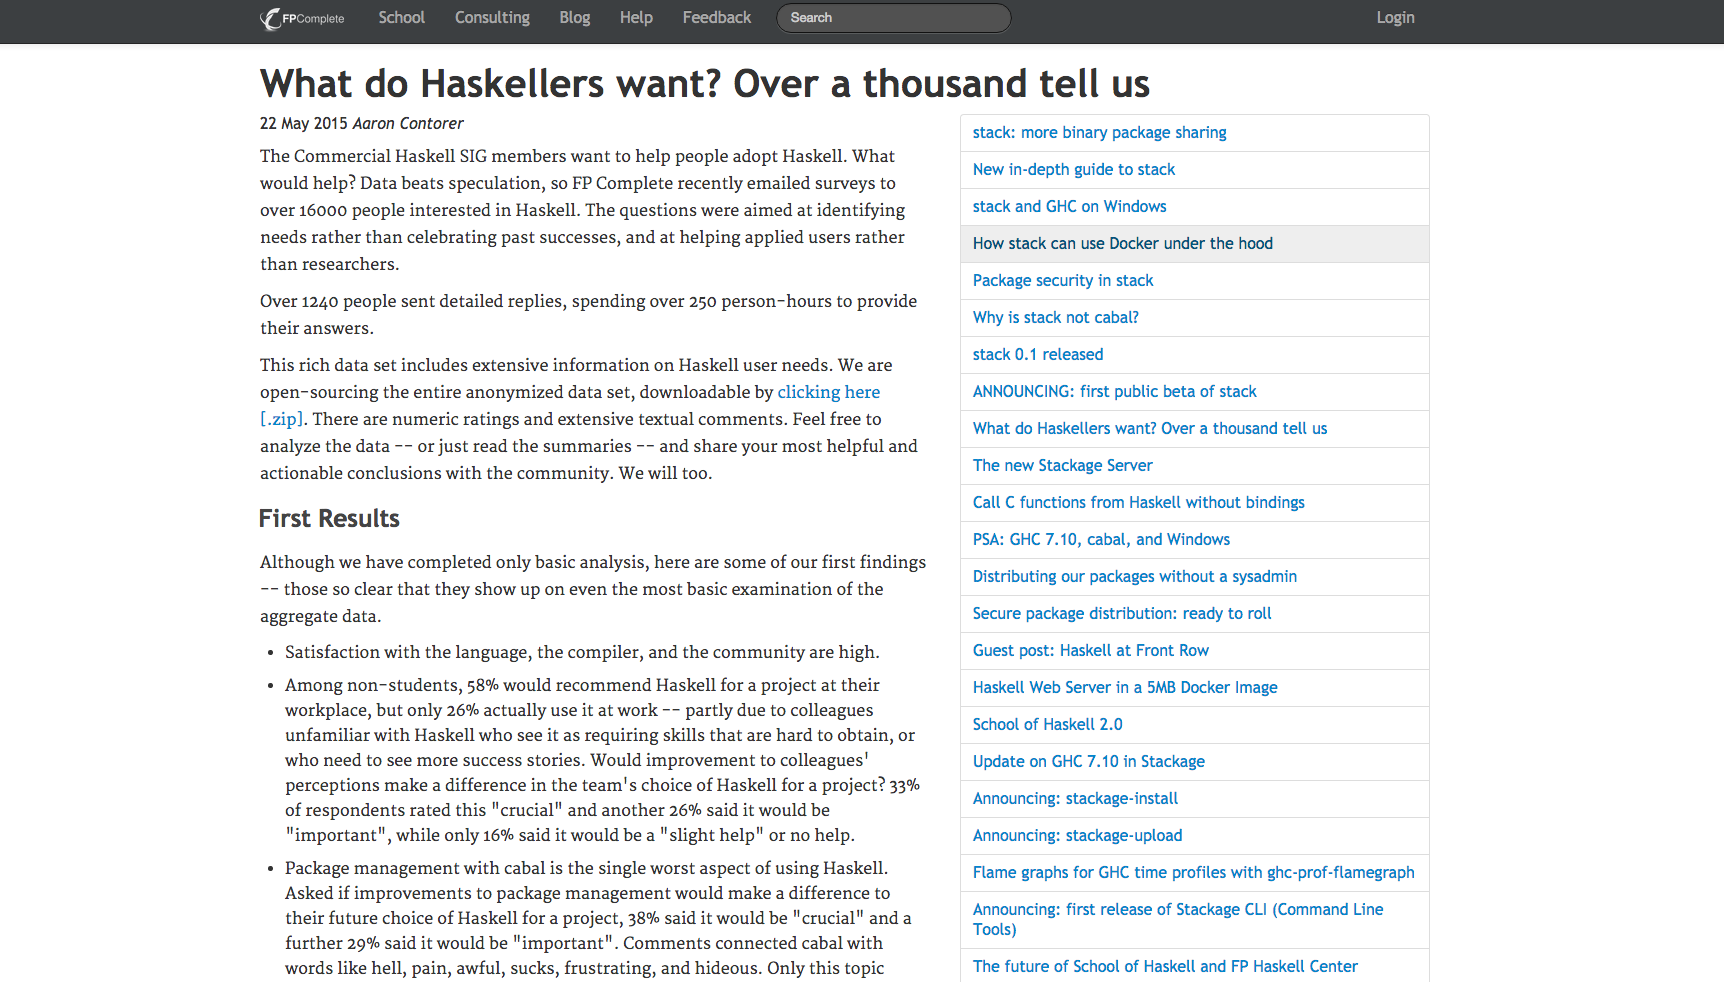 FPComplete School Consulting Blog Help Feedback Search Login
What do Haskellers want? Over a thousand tell us
22 May 2015 Aaron Contorer
The Commercial Haskell SIG members want to help people adopt Haskell. What
would help? Data beats speculation, so FP Complete recently emailed surveys to
over 16000 people interested in Haskell. The questions were aimed at identifying
needs rather than celebrating past successes, and at helping applied users rather
than researchers.
Over 1240 people sent detailed replies, spending over 250 person-hours to provide
their answers.
This rich data set includes extensive information on Haskell user needs. We are
open-sourcing the entire anonymized data set, downloadable by clicking here
[.zip]. There are numeric ratings and extensive textual comments. Feel free to
analyze the data -- or just read the summaries -- and share your most helpful and
actionable conclusions with the community. We will too.
First Results
Although we have completed only basic analysis, here are some of our first findings
-- those so clear that they show up on even the most basic examination of the
aggregate data.
• Satisfaction with the language, the compiler, and the community are high.
• Among non-students, 58% would recommend Haskell for a project at their
workplace, but only 26% actually use it at work -- partly due to colleagues
unfamiliar with Haskell who see it as requiring skills that are hard to obtain, or
who need to see more success stories. Would improvement to colleagues'
perceptions make a difference in the team's choice of Haskell for a project? 33%
of respondents rated this "crucial" and another 26% said it would be
"important", while only 16% said it would be a "slight help" or no help.
• Package management with cabal is the single worst aspect of using Haskell.
Asked if improvements to package management would make a difference to
their future choice of Haskell for a project, 38% said it would be "crucial" and a
further 29% said it would be "important". Comments connected cabal with
words like hell, pain, awful, sucks, frustrating, and hideous. Only this topic
stack: more binary package sharing
New in-depth guide to stack
stack and GHC on Windows
How stack can use Docker under the hood
Package security in stack
Why is stack not cabal?
stack 0.1 released
ANNOUNCING: first public beta of stack
What do Haskellers want? Over a thousand tell us
The new Stackage Server
Call C functions from Haskell without bindings
PSA: GHC 7.10, cabal, and Windows
Distributing our packages without a sysadmin
Secure package distribution: ready to roll
Guest post: Haskell at Front Row
Haskell Web Server in a 5MB Docker Image
School of Haskell 2.0
Update on GHC 7.10 in Stackage
Announcing: stackage-install
Announcing: stackage-upload
Flame graphs for GHC time profiles with ghc-prof-flamegraph
Announcing: first release of Stackage CLI (Command Line
Tools)
The future of School of Haskell and FP Haskell Center